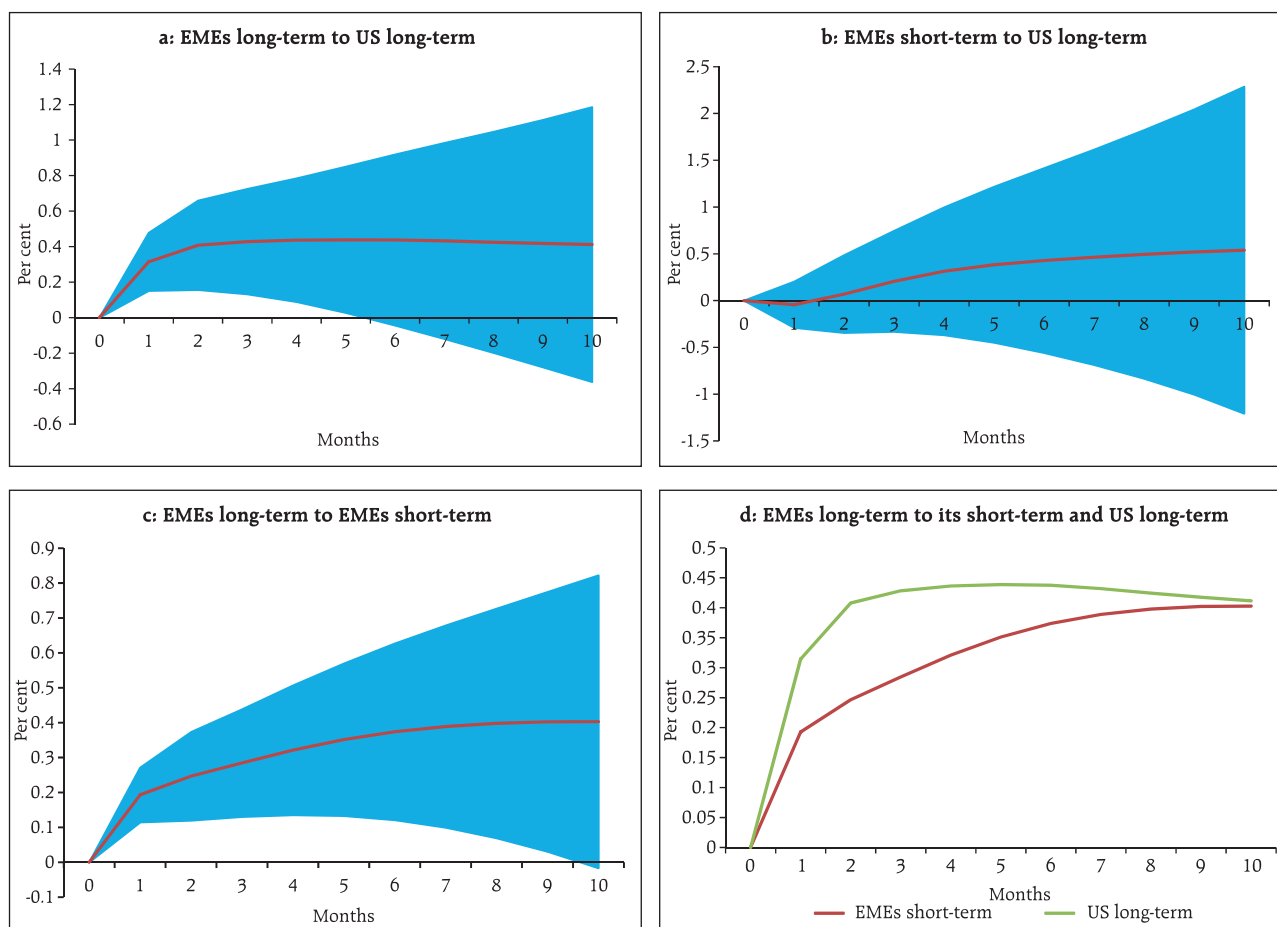 a: EMEs long-term to US long-term
1.4
1.2
1
0.8
0.6
0.4
0.2
0
-0.2
-0.4
-0.6
Per cent
0 1 2 3 4 5 6 7 8 9 10
Months
b: EMEs short-term to US long-term
2.5
2
1.5
1
0.5
0
-0.5
-1
-1.5
Per cent
0 1 2 3 4 5 6 7 8 9 10
Months
c: EMEs long-term to EMEs short-term
0.9
0.8
0.7
0.6
0.5
0.4
0.3
0.2
0.1
0
-0.1
Per cent
0 1 2 3 4 5 6 7 8 9 10
Months
d: EMEs long-term to its short-term and US long-term
0.5
0.45
0.4
0.35
0.3
0.25
0.2
0.15
0.1
0.05
0
Per cent
0 1 2 3 4 5 6 7 8 9 10
Months
EMEs short-term US long-term